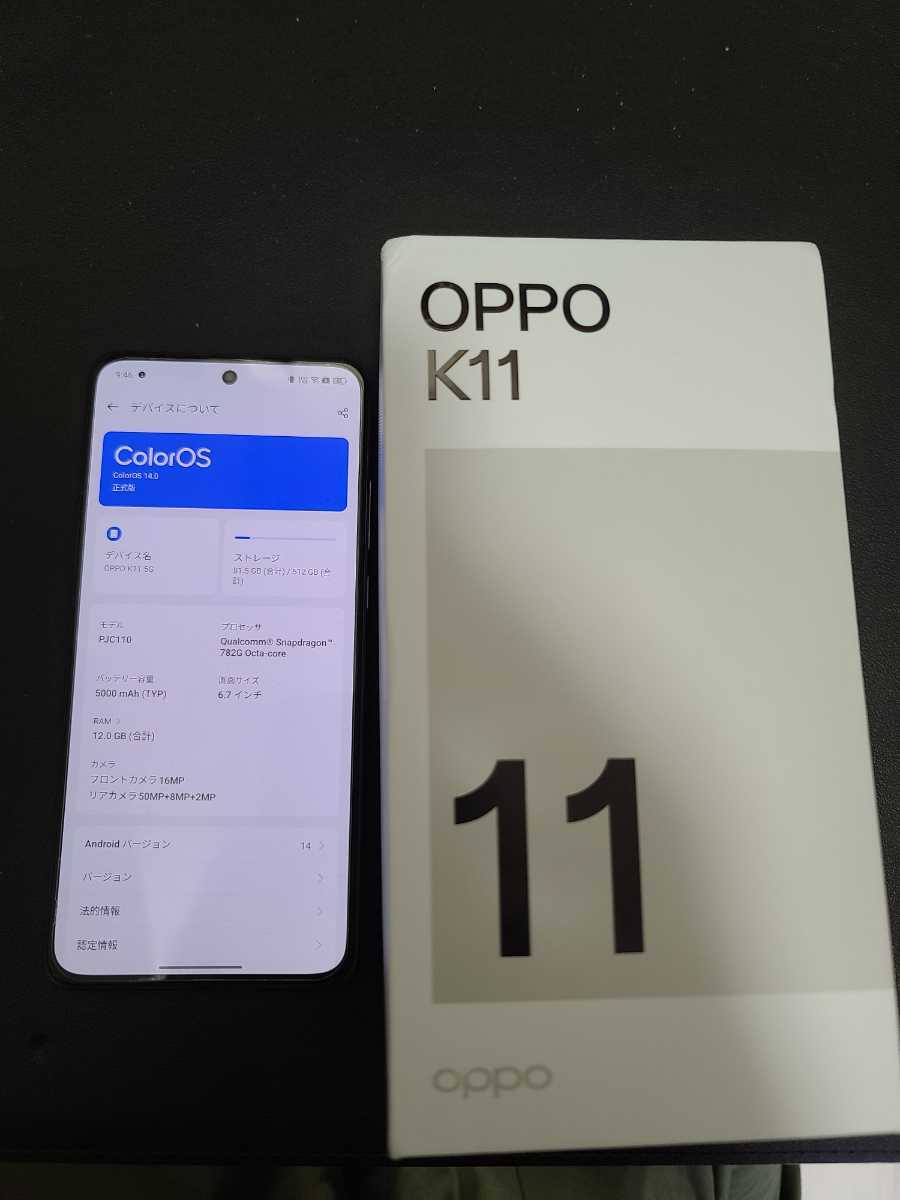 OPPO
K11
11
oppo
9:46
デバイスについて
ColorOS
ColorOS 14.0
正式版
デバイス名
OPPO K11 5G
ストレージ
81.5 GB (合計) / 512 GB (合
計)
モデル
PJC110
プロセッサ
Qualcomm® Snapdragon™
782G Octa-core
バッテリー容量
5000 mAh (TYP)
画面サイズ
6.7 インチ
RAM
12.0 GB (合計)
カメラ
フロントカメラ 16MP
リアカメラ 50MP+8MP+2MP
Android バージョン
14
バージョン
法的情報
認定情報